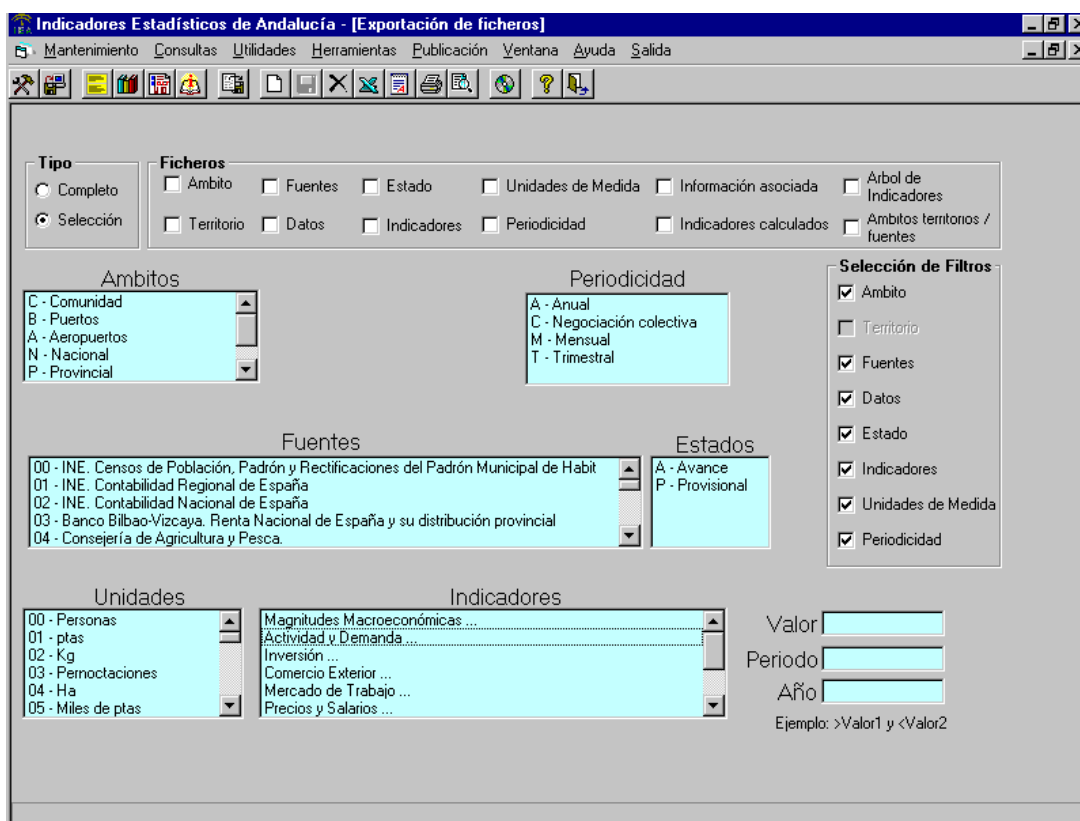 Indicadores Estadísticos de Andalucía - [Exportación de ficheros]
Mantenimiento Consultas Utilidades Herramientas Publicación Ventana Ayuda Salida
Tipo
Completo
Selección
Ficheros
Ambito Fuentes Estado Unidades de Medida Información asociada Arbol de
Indicadores
Territorio Datos Indicadores Periodicidad Indicadores calculados Ambitos territorios /
fuentes
Ambitos
C - Comunidad
B - Puertos
A - Aeropuertos
N - Nacional
P - Provincial
Periodicidad
A - Anual
C - Negociación colectiva
M - Mensual
T - Trimestral
Selección de Filtros
Ambito
Territorio
Fuentes
Datos
Estado
Indicadores
Unidades de Medida
Periodicidad
Fuentes
00 - INE. Censos de Población, Padrón y Rectificaciones del Padrón Municipal de Habit
01 - INE. Contabilidad Regional de España
02 - INE. Contabilidad Nacional de España
03 - Banco Bilbao-Vizcaya. Renta Nacional de España y su distribución provincial
04 - Consejería de Agricultura y Pesca.
Estados
A - Avance
P - Provisional
Unidades
00 - Personas
01 - ptas
02 - Kg
03 - Pernoctaciones
04 - Ha
05 - Miles de ptas
Indicadores
Magnitudes Macroeconómicas ...
Actividad y Demanda ...
Inversión ...
Comercio Exterior ...
Mercado de Trabajo ...
Precios y Salarios ...
Valor
Periodo
Año
Ejemplo: >Valor1 y <Valor2